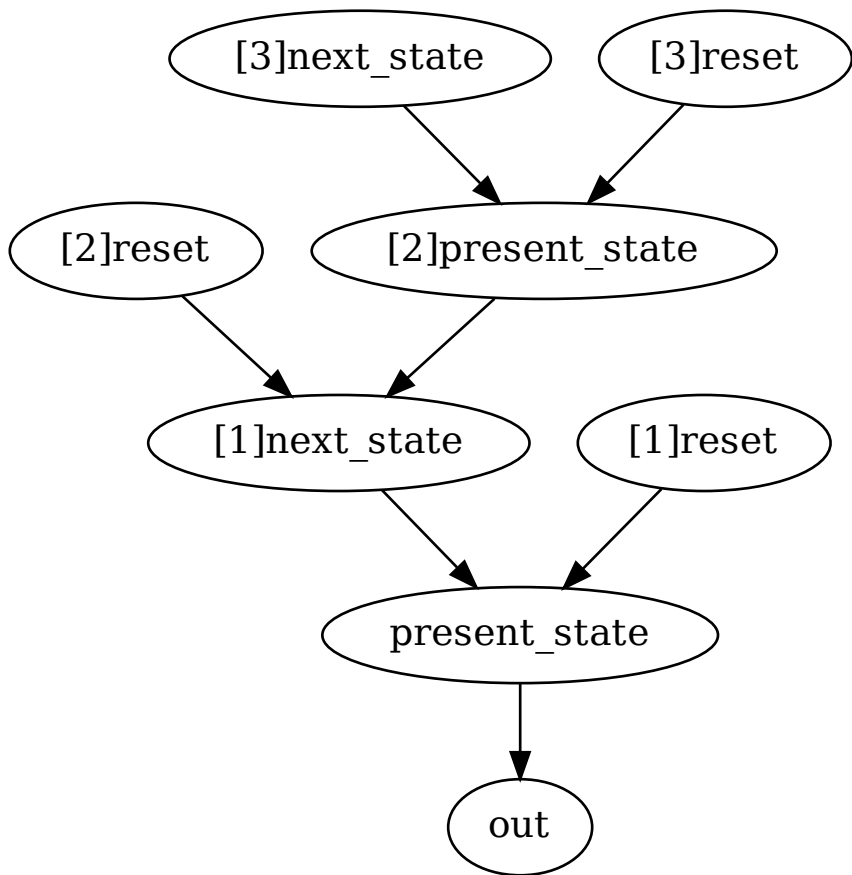 [3]next_state
[3]reset
[2]reset
[2]present_state
[1]next_state
[1]reset
present_state
out